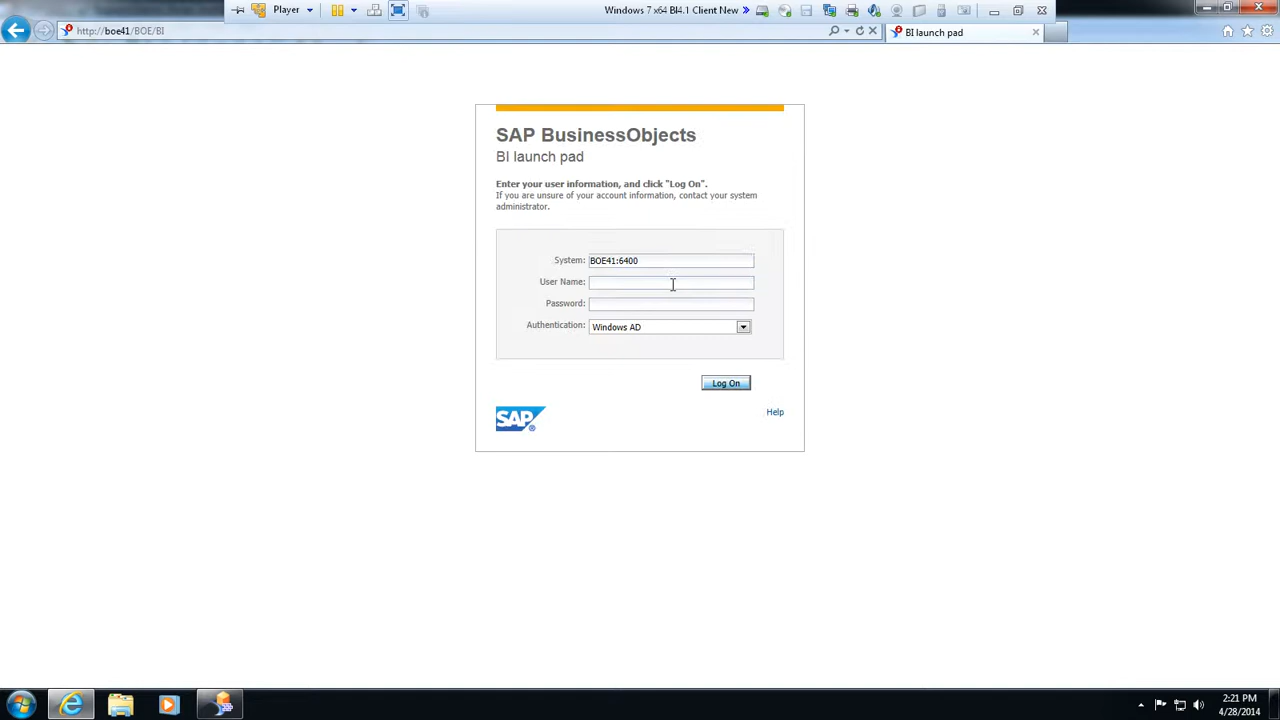 Player
Windows 7 x64 BI4.1 Client New
http://boe41/BOE/BI
BI launch pad
SAP BusinessObjects
BI launch pad
Enter your user information, and click "Log On".
If you are unsure of your account information, contact your system
administrator.
System: BOE41:6400
User Name:
Password:
Authentication: Windows AD
Log On
SAP®
Help
2:21 PM
4/28/2014